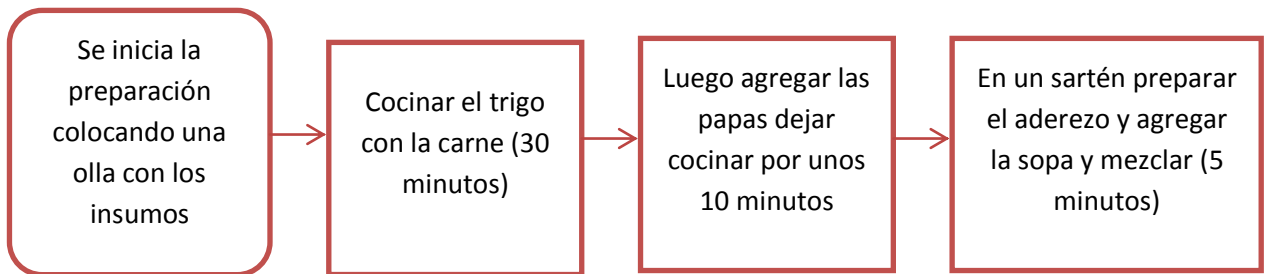 Se inicia la
preparación
colocando una
olla con los
insumos
Cocinar el trigo
con la carne (30
minutos)
Luego agregar las
papas dejar
cocinar por unos
10 minutos
En un sartén preparar
el aderezo y agregar
la sopa y mezclar (5
minutos)